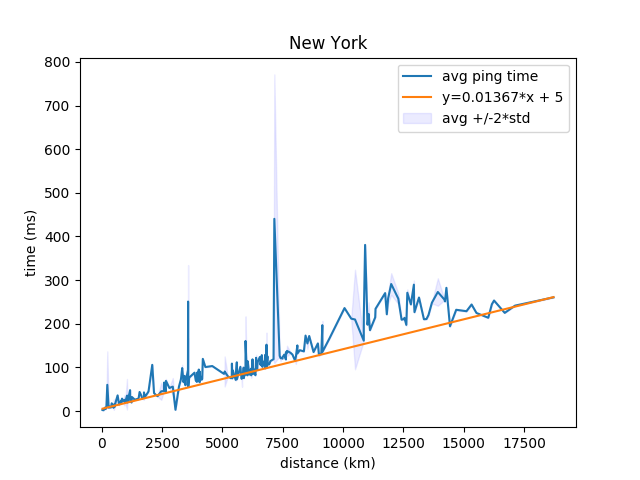 New York
avg ping time
y=0.01367*x + 5
avg +/-2*std
800
700
600
500
400
300
200
100
0
time (ms)
0 2500 5000 7500 10000 12500 15000 17500
distance (km)